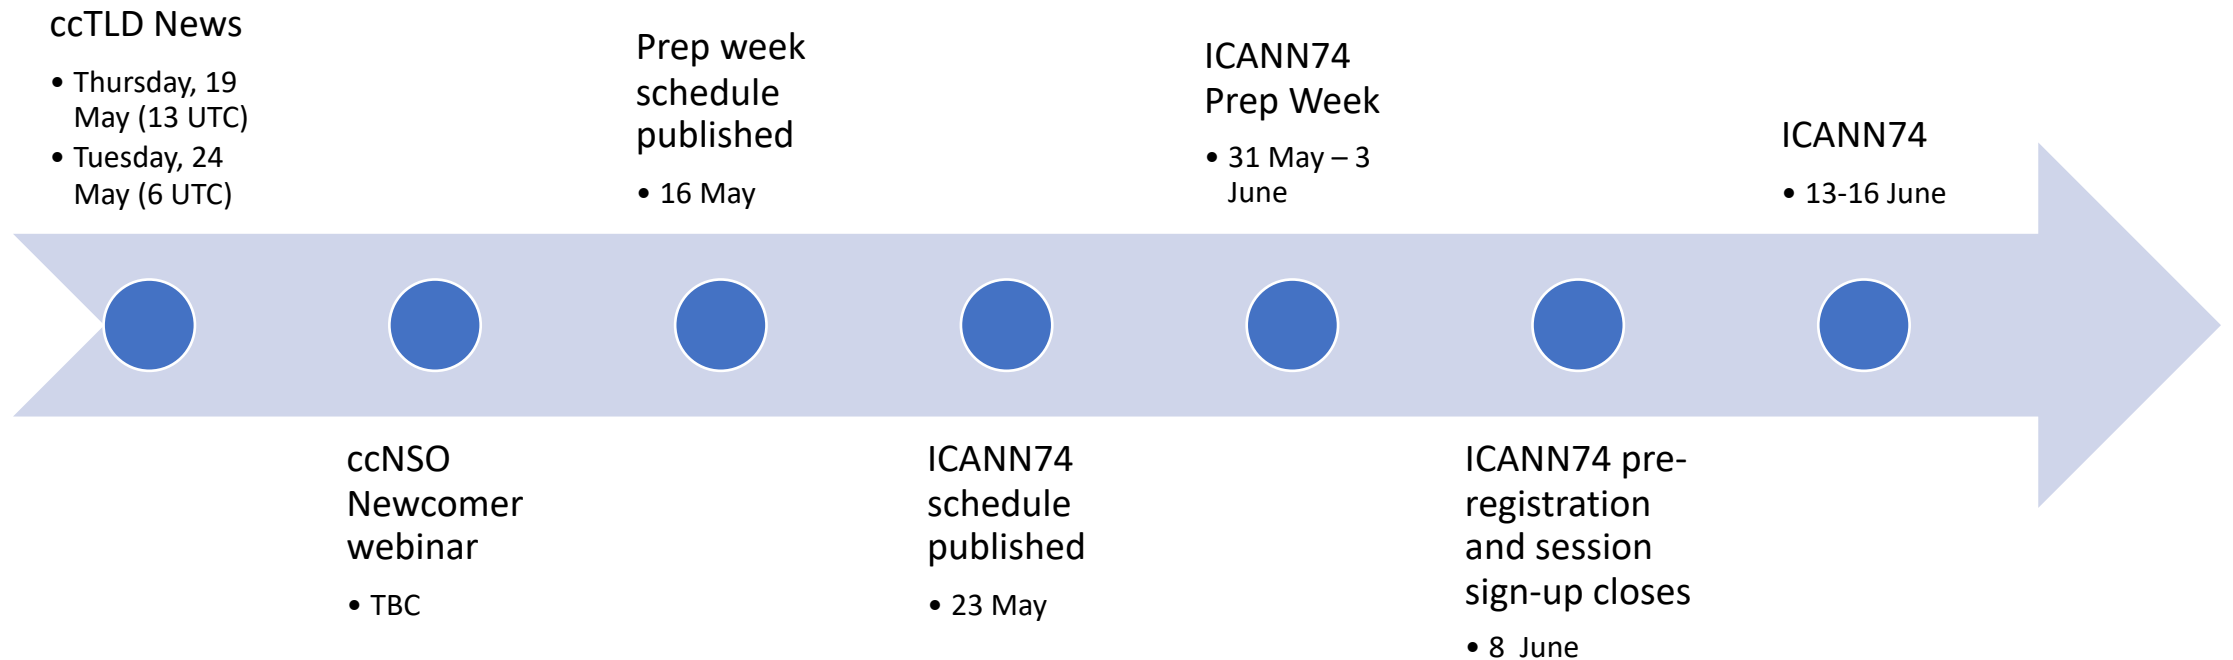 ccTLD News
• Thursday, 19
May (13 UTC)
• Tuesday, 24
May (6 UTC)
ccNSO
Newcomer
webinar
• TBC
Prep week
schedule
published
• 16 May
ICANN74
schedule
published
• 23 May
ICANN74
Prep Week
• 31 May – 3
June
ICANN74 pre-
registration
and session
sign-up closes
• 8  June
ICANN74
• 13-16 June